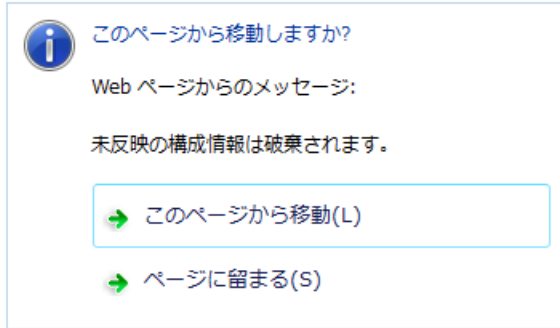 このページから移動しますか?
Web ページからのメッセージ:
未反映の構成情報は破棄されます。
このページから移動(L)
ページに留まる(S)